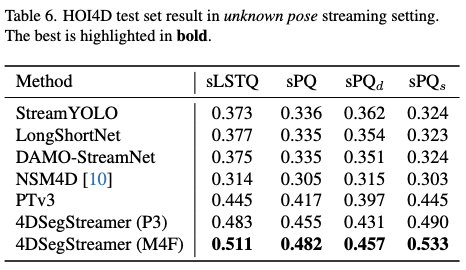 Table 6. HOI4D test set result in unknown pose streaming setting.
The best is highlighted in bold.
Method sLSTQ sPQ sPQd sPQs
StreamYOLO 0.373 0.336 0.362 0.324
LongShortNet 0.377 0.335 0.354 0.323
DAMO-StreamNet 0.375 0.335 0.351 0.324
NSM4D [10] 0.314 0.305 0.315 0.303
PTv3 0.445 0.417 0.397 0.445
4DSegStreamer (P3) 0.483 0.455 0.431 0.490
4DSegStreamer (M4F) 0.511 0.482 0.457 0.533